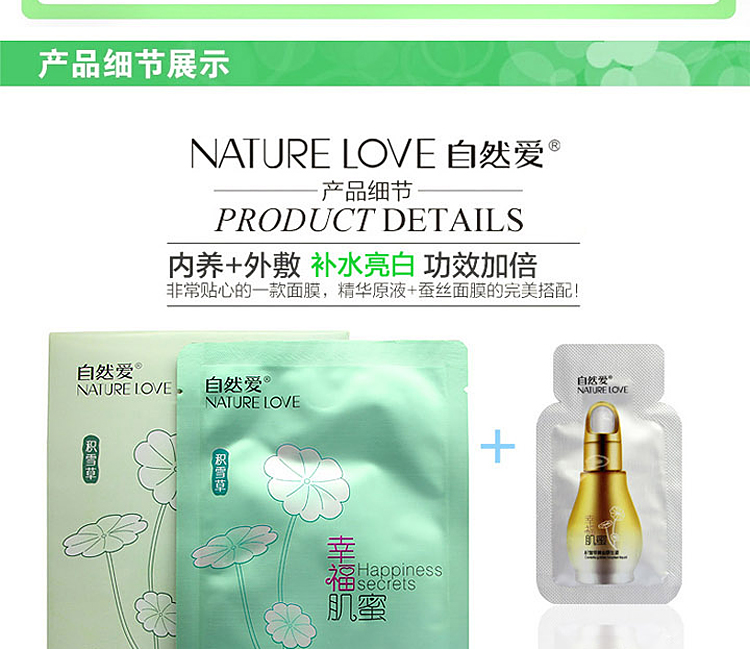 产品细节展示
NATURE LOVE 自然爱®
产品细节
PRODUCT DETAILS
内养+外敷 补水亮白 功效加倍
非常贴心的一款面膜，精华原液+蚕丝面膜的完美搭配！
自然爱®
NATURE LOVE
积雪草
自然爱®
NATURE LOVE
积雪草
幸福肌蜜
Happiness
secrets
+
自然爱®
NATURE LOVE
幸福
肌蜜